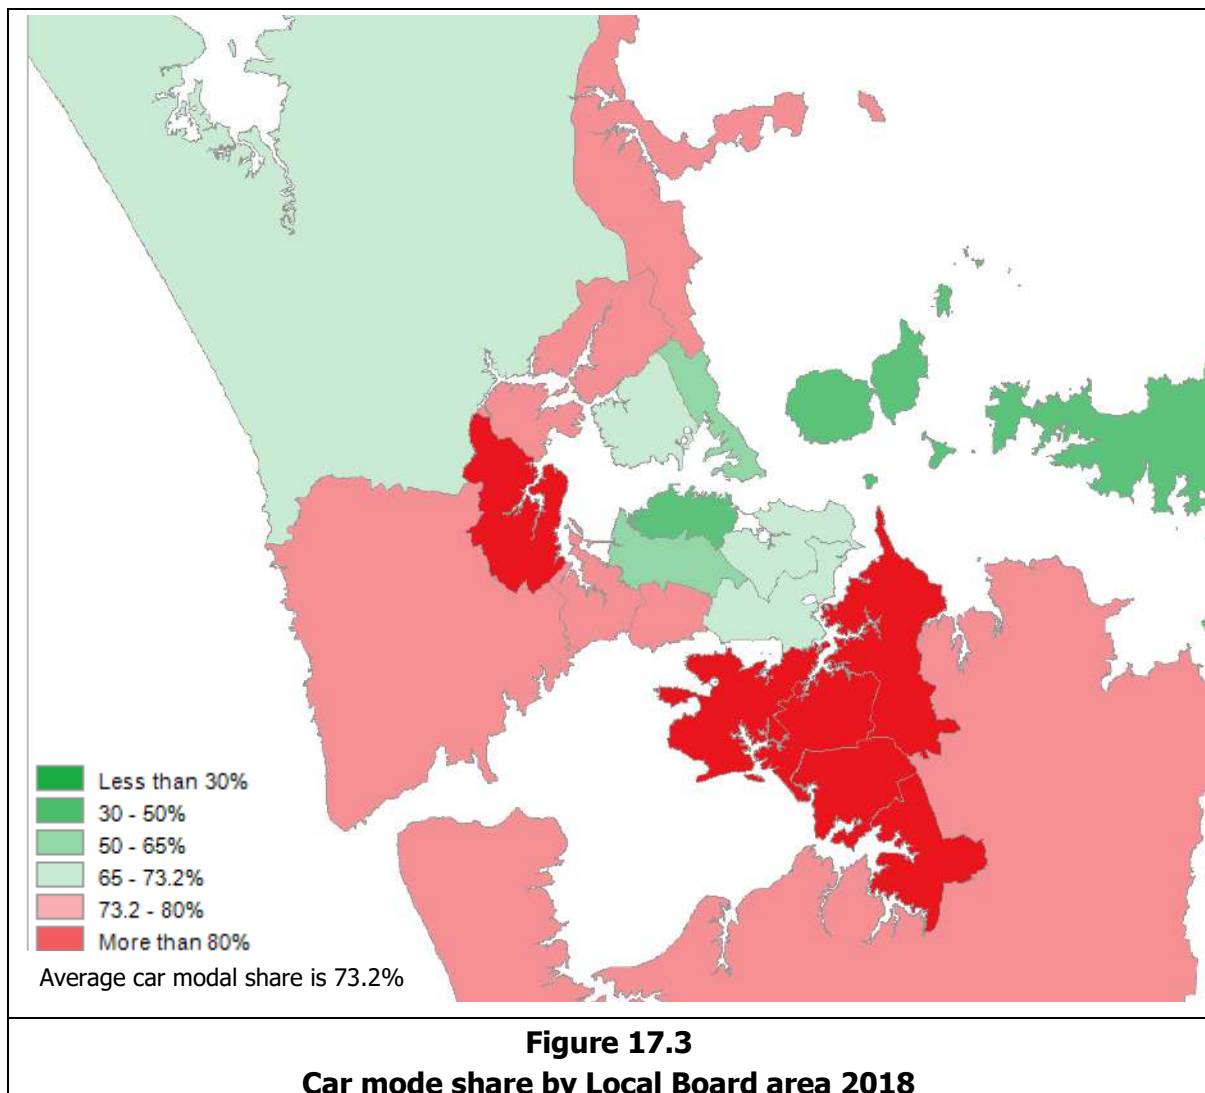 Less than 30%
30 - 50%
50 - 65%
65 - 73.2%
73.2 - 80%
More than 80%
Average car modal share is 73.2%
Figure 17.3
Car mode share by Local Board area 2018